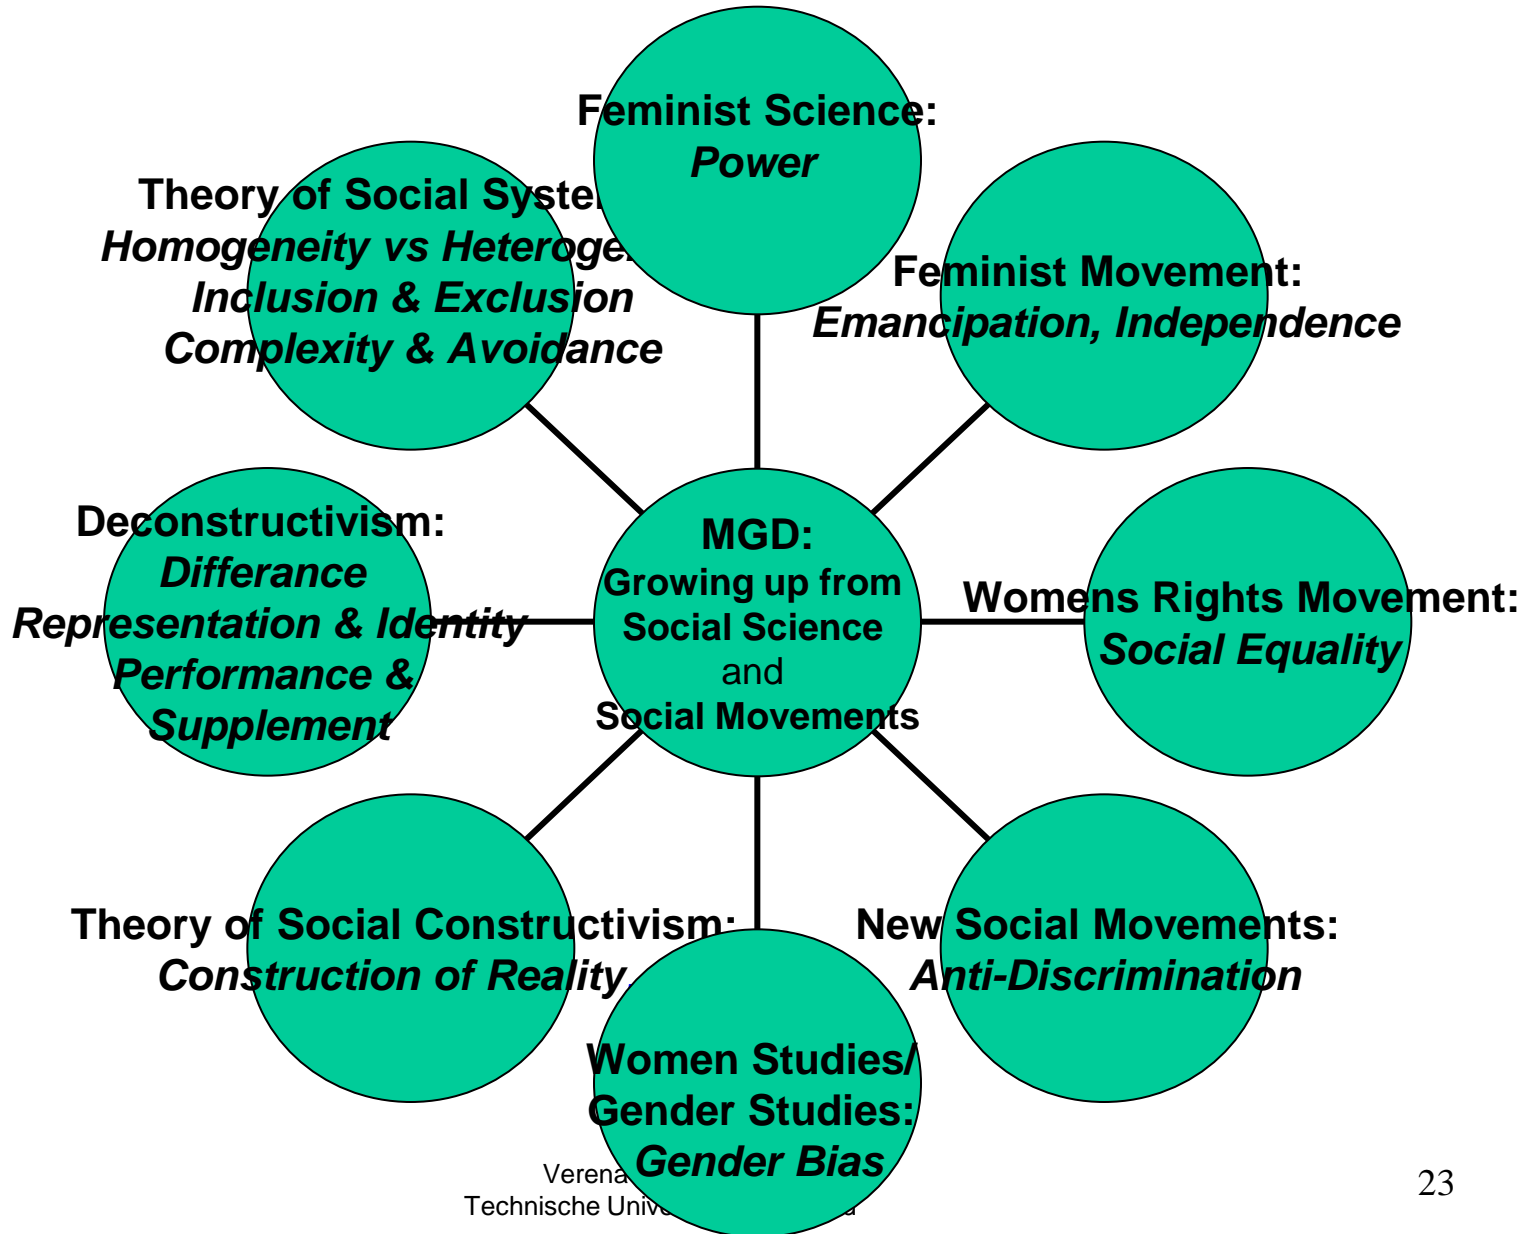 Feminist Science:
Power
Theory of Social
Homogeneity vs
Inclusion & Exclusion
Complexity & Avoidance
Feminist Movement:
Emancipation, Independence
Deconstructivism:
Differance
Representation & Identity
Performance &
Supplement
MGD:
Growing up from
Social Science
and
Social Movements
Womens Rights Movement:
Social Equality
Theory of Social Constructivism:
Construction of Reality
New Social Movements:
Anti-Discrimination
Women Studies/
Gender Studies:
Gender Bias
Verena
Technische
23